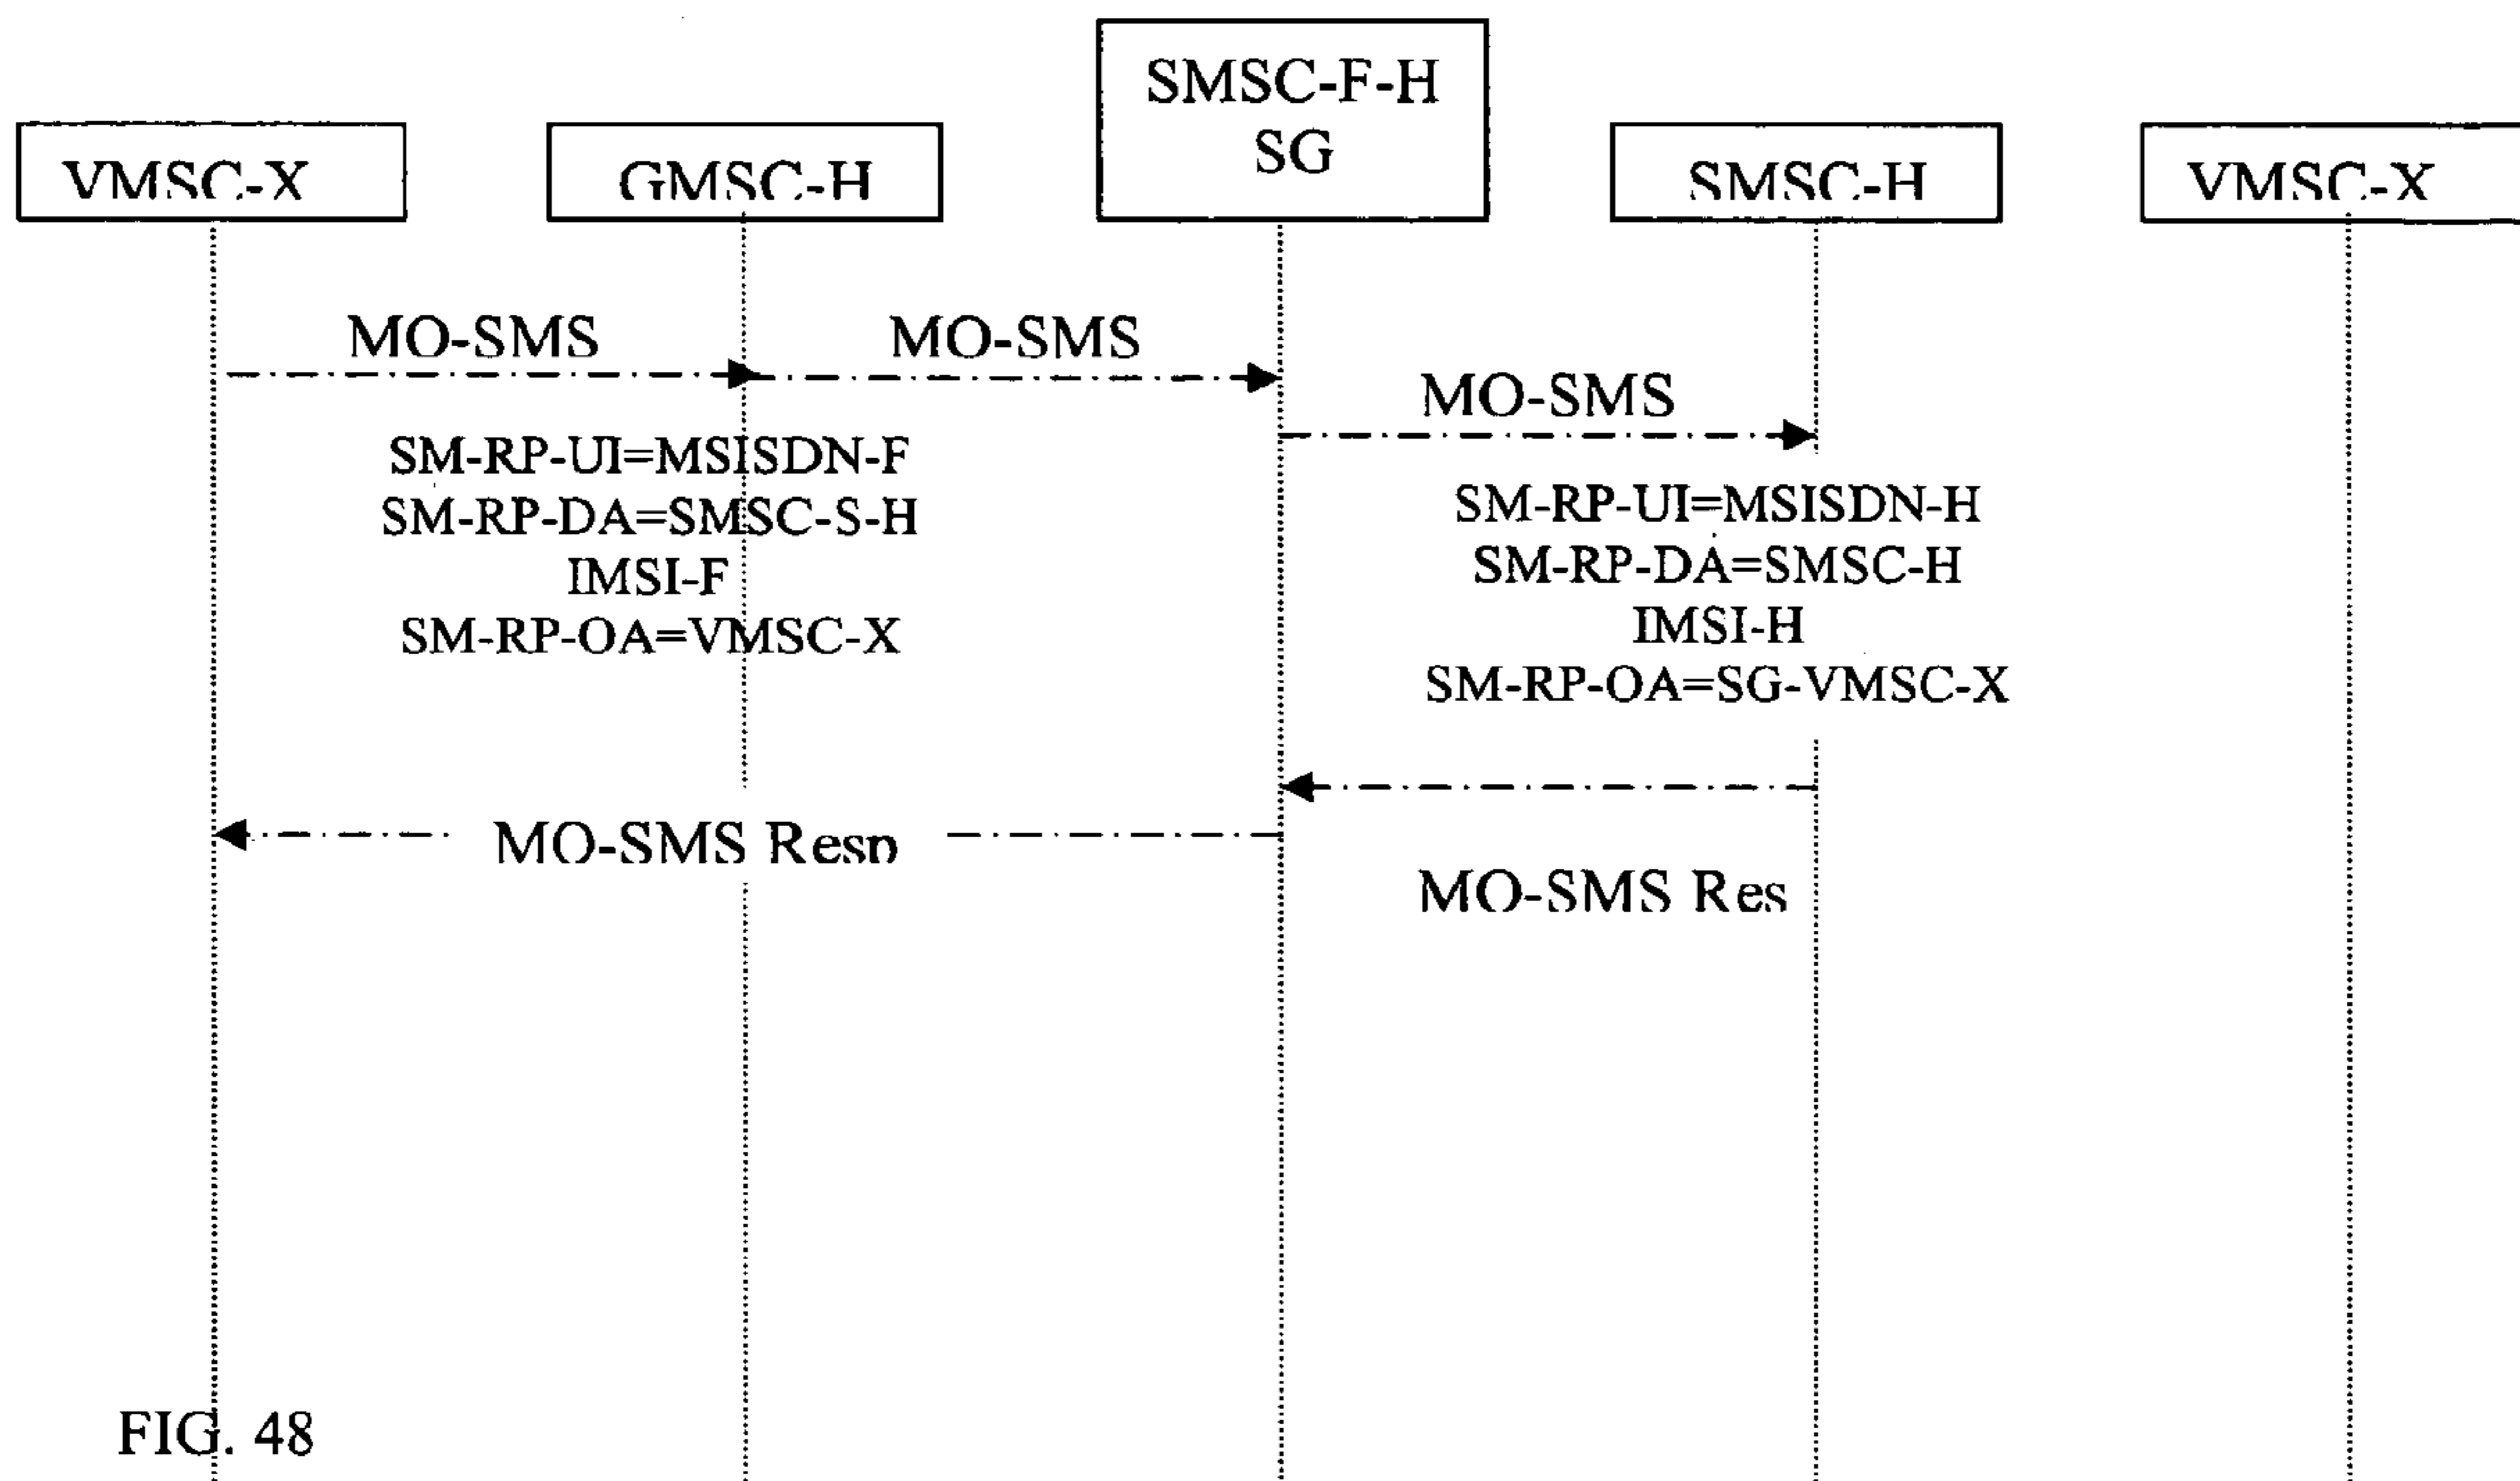 SMSC-F-H
SG
VMSC-X
GMSC-H
SMSC-H
VMSC-X
MO-SMS
MO-SMS
MO-SMS
SM-RP-UI=MSISDN-F
SM-RP-DA=SMSC-S-H
IMSI-F
SM-RP-OA=VMSC-X
SM-RP-UI=MSISDN-H
SM-RP-DA=SMSC-H
IMSI-H
SM-RP-OA=SG-VMSC-X
MO-SMS Resp
MO-SMS Res
FIG. 48